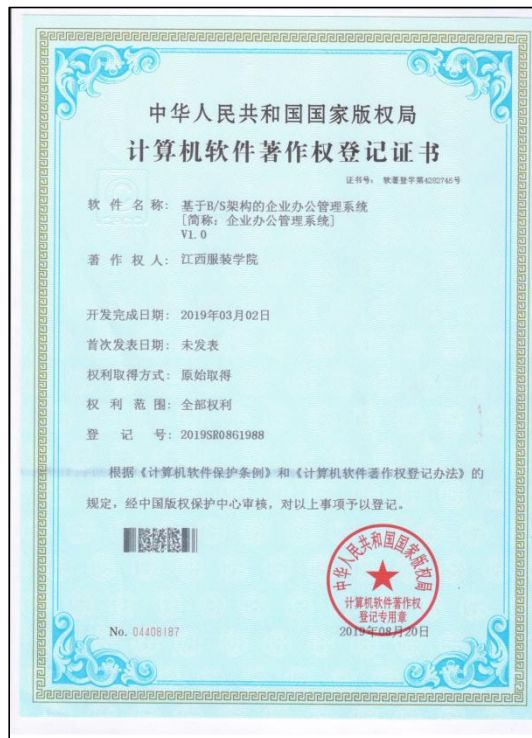 中华人民共和国国家版权局
计算机软件著作权登记证书
证书号： 软著登字第4282745号
软件名称： 基于B/S架构的企业办公管理系统
[简称：企业办公管理系统]
V1.0
著作权人： 江西服装学院
开发完成日期： 2019年03月02日
首次发表日期： 未发表
权利取得方式： 原始取得
权利范围： 全部权利
登记号： 2019SR0861988
根据《计算机软件保护条例》和《计算机软件著作权登记办法》的
规定，经中国版权保护中心审核，对以上事项予以登记。
中华人民共和国国家版权局
计算机软件著作权
登记专用章
No. 04408187
2019年08月20日